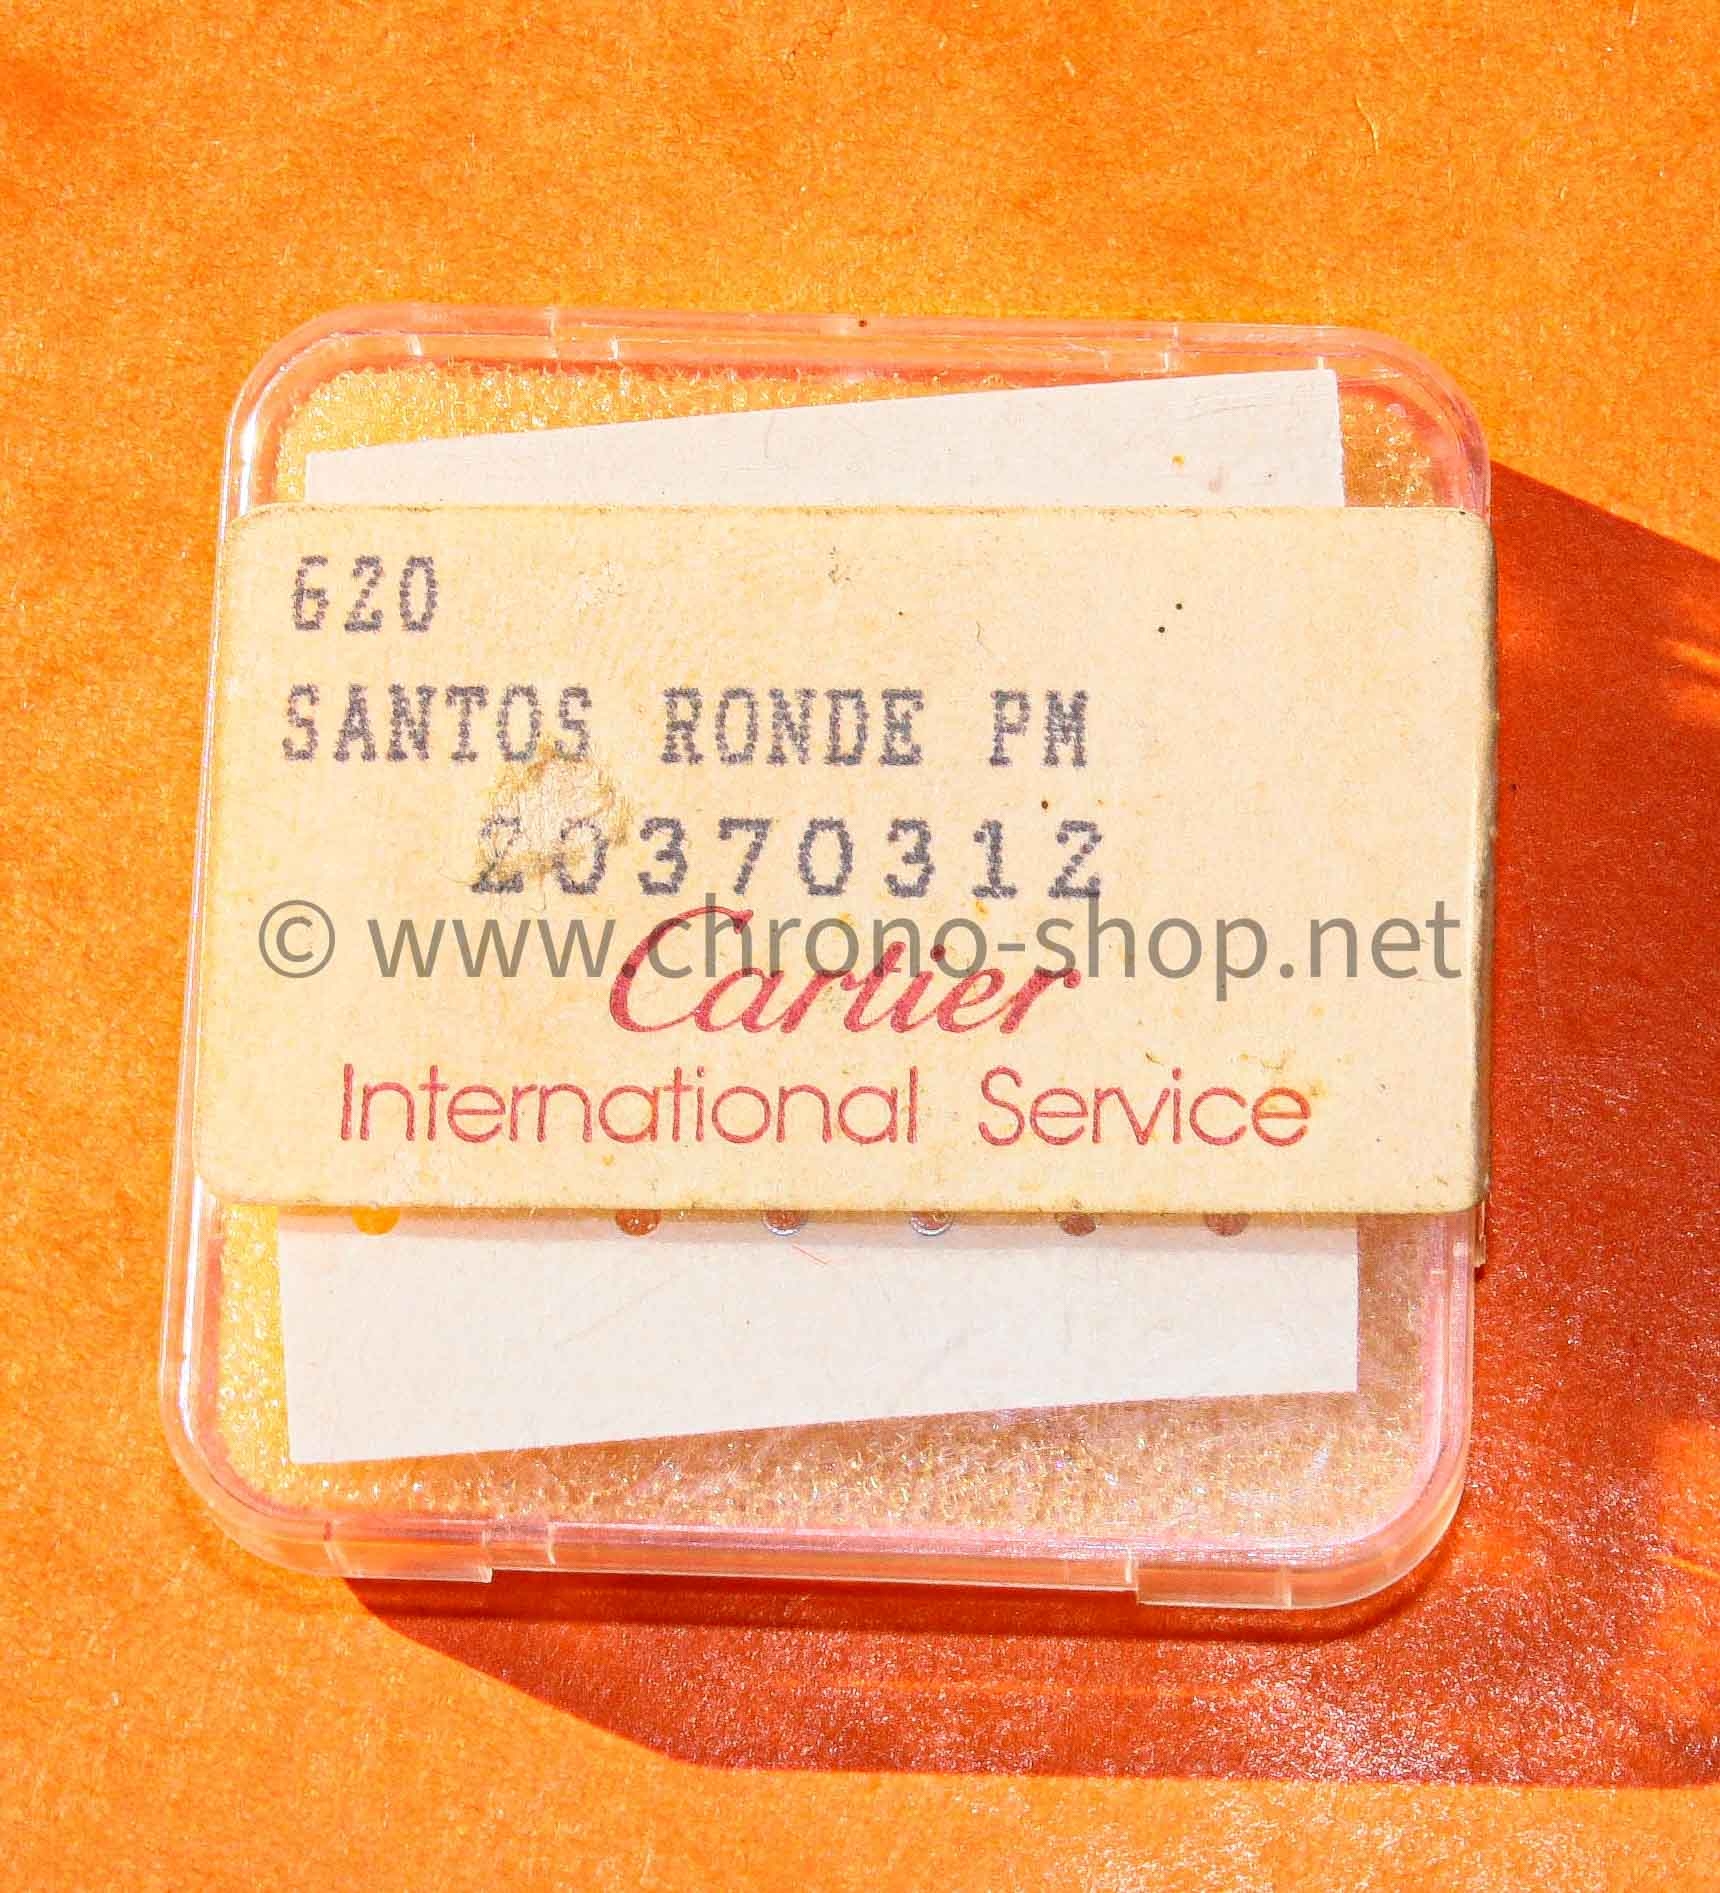 620
SANTOS RONDE PM
20370312
© www.chrono-shop.net
Cartier
International Service